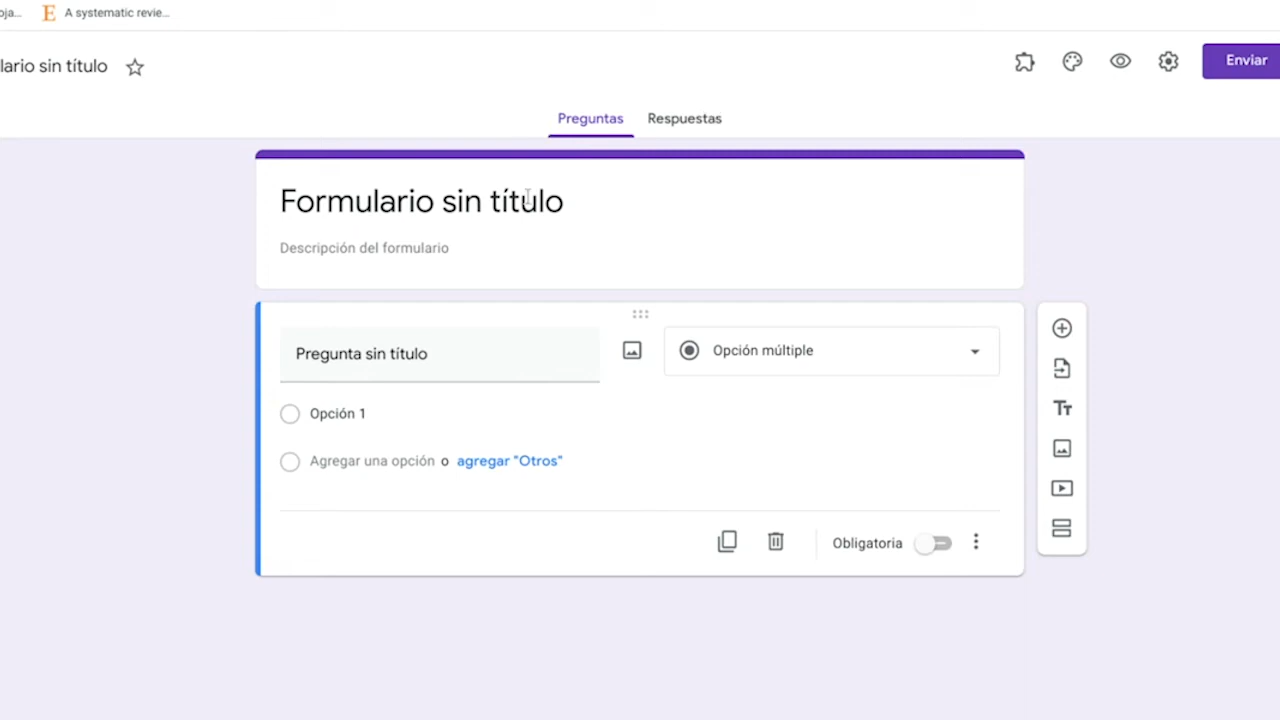 oja... E A systematic revie...
lario sin título
Enviar
Preguntas Respuestas
Formulario sin título
Descripción del formulario
Pregunta sin título
Opción múltiple
Opción 1
Agregar una opción o agregar "Otros"
Tт
Obligatoria